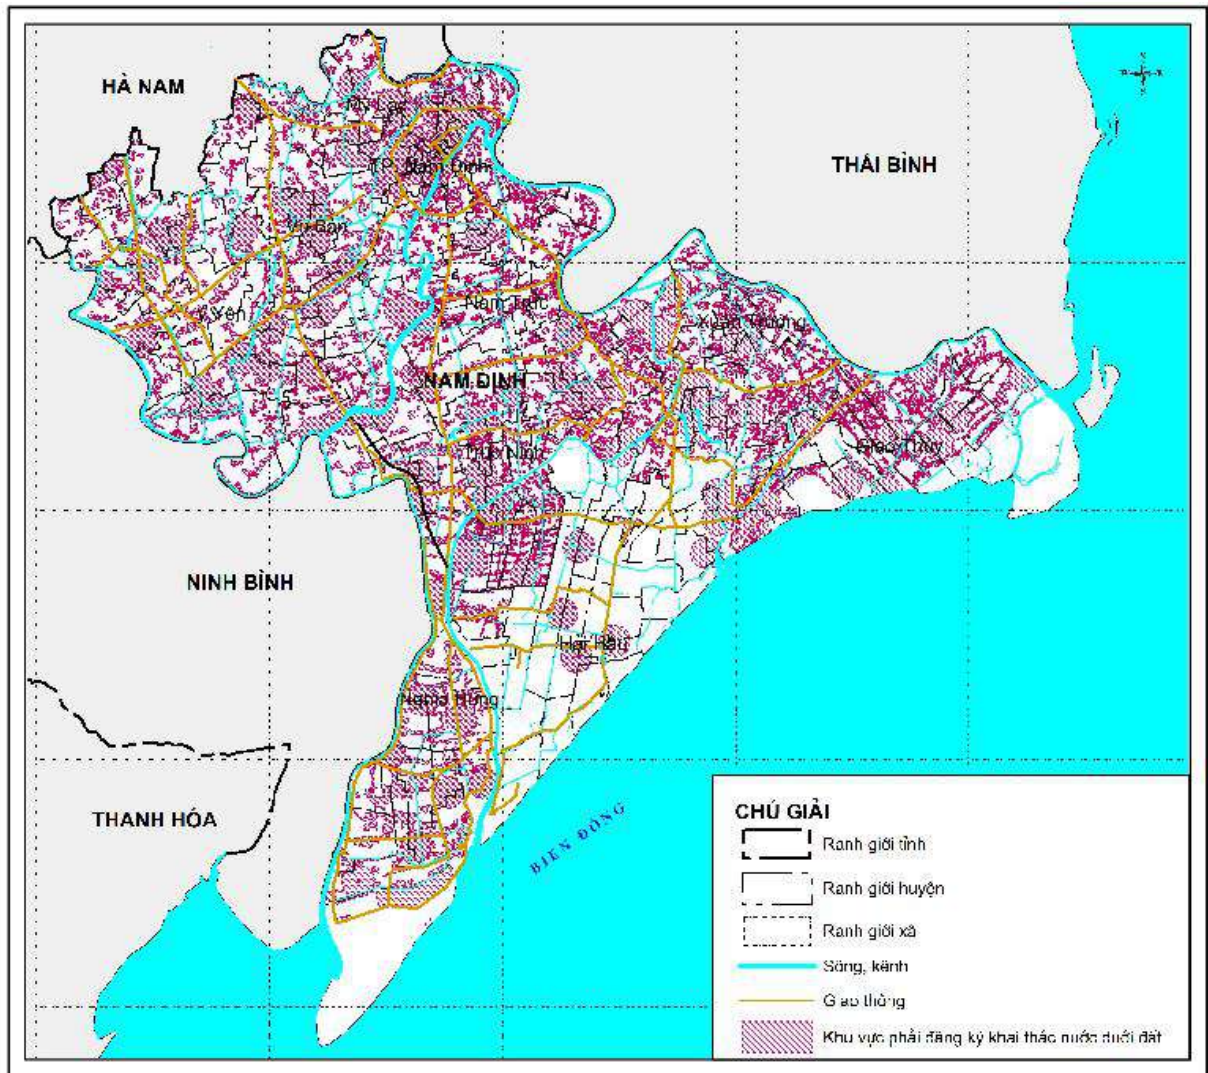 HÀ NAM
Mỹ Lộc
TP. Nam Định
THÁI BÌNH
Vụ Bản
Ý Yên
Nam Trực
Xuân Trường
NAM ĐỊNH
Trực Ninh
Giao Thủy
NINH BÌNH
Hải Hậu
Nghĩa Hưng
THANH HÓA
BIỂN ĐÔNG
CHÚ GIẢI
Ranh giới tỉnh
Ranh giới huyện
Ranh giới xã
Sông, kênh
Giao thông
Khu vực phải đăng ký khai thác nước dưới đất